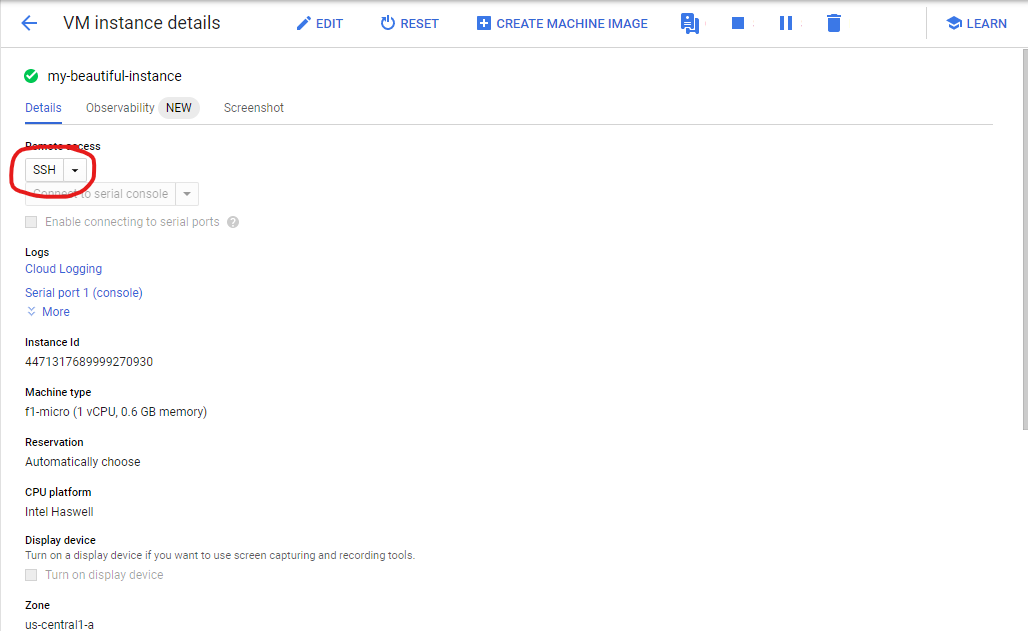 VM instance details EDIT RESET CREATE MACHINE IMAGE LEARN
my-beautiful-instance
Details Observability NEW Screenshot
Remote access
SSH
Connect to serial console
Enable connecting to serial ports ?
Logs
Cloud Logging
Serial port 1 (console)
More
Instance Id
4471317689999270930
Machine type
f1-micro (1 vCPU, 0.6 GB memory)
Reservation
Automatically choose
CPU platform
Intel Haswell
Display device
Turn on a display device if you want to use screen capturing and recording tools.
Turn on display device
Zone
us-central1-a